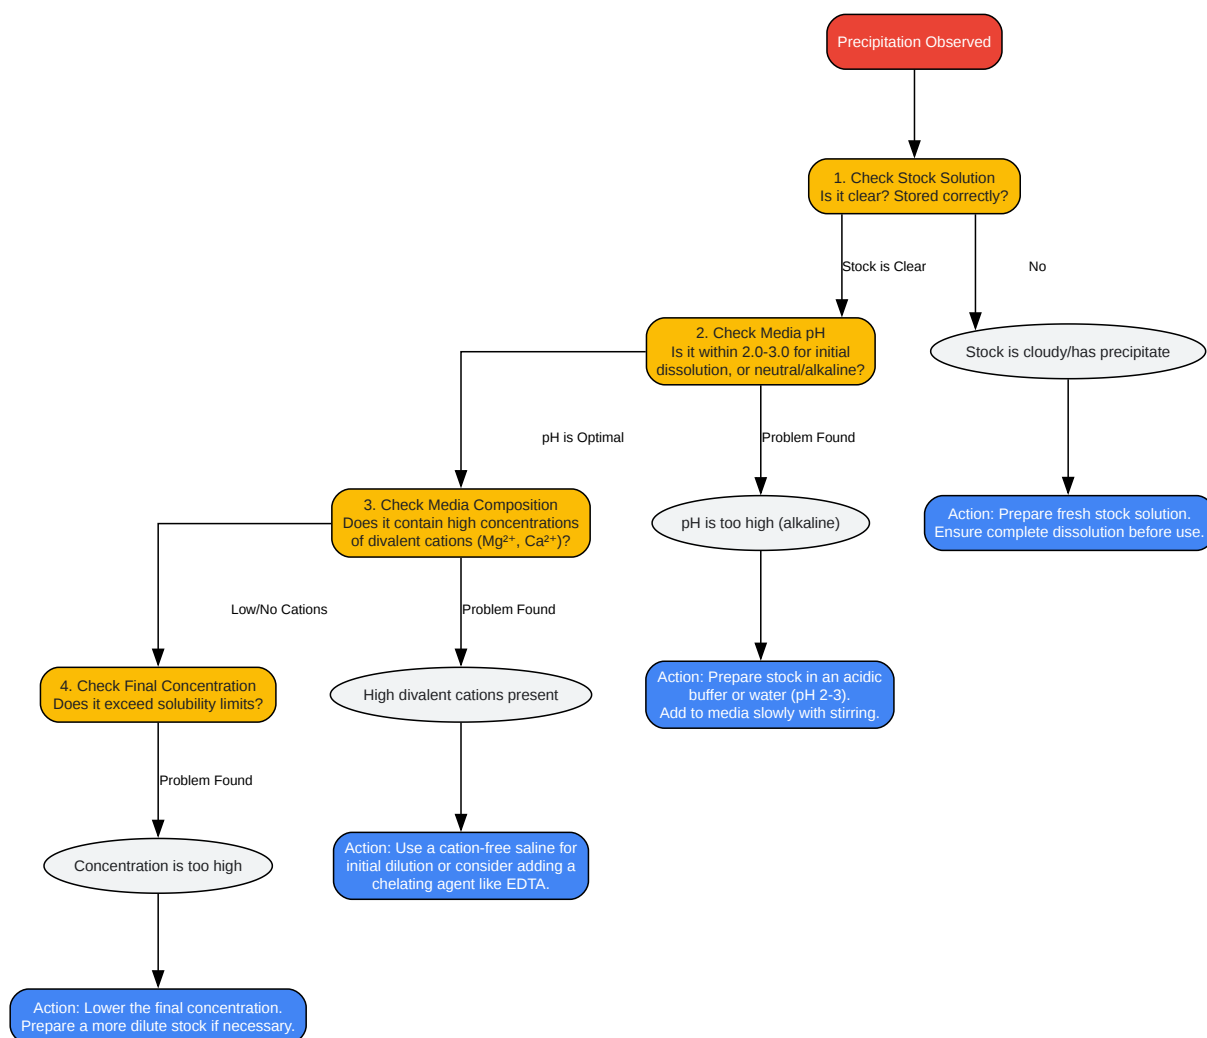 Precipitation Observed
1. Check Stock Solution
Is it clear? Stored correctly?
Stock is Clear
No
2. Check Media pH
Is it within 2.0-3.0 for initial
dissolution, or neutral/alkaline?
Stock is cloudy/has precipitate
pH is Optimal
Problem Found
3. Check Media Composition
Does it contain high concentrations
of divalent cations (Mg²⁺, Ca²⁺)?
pH is too high (alkaline)
Action: Prepare fresh stock solution.
Ensure complete dissolution before use.
Low/No Cations
Problem Found
4. Check Final Concentration
Does it exceed solubility limits?
High divalent cations present
Action: Prepare stock in an acidic
buffer or water (pH 2-3).
Add to media slowly with stirring.
Problem Found
Concentration is too high
Action: Use a cation-free saline for
initial dilution or consider adding a
chelating agent like EDTA.
Action: Lower the final concentration.
Prepare a more dilute stock if necessary.